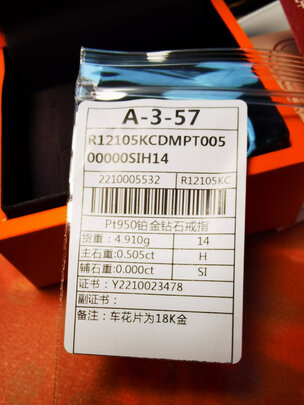 A-3-57
R12105KCDMPT005
00000SIH14
2210005532 R12105KC
Pt950铂金钻石戒指
货重：4.910g 14
主石重：0.505ct H
辅石重：0.000ct SI
证书：Y2210023478
副证书：
备注：车花片为18K金